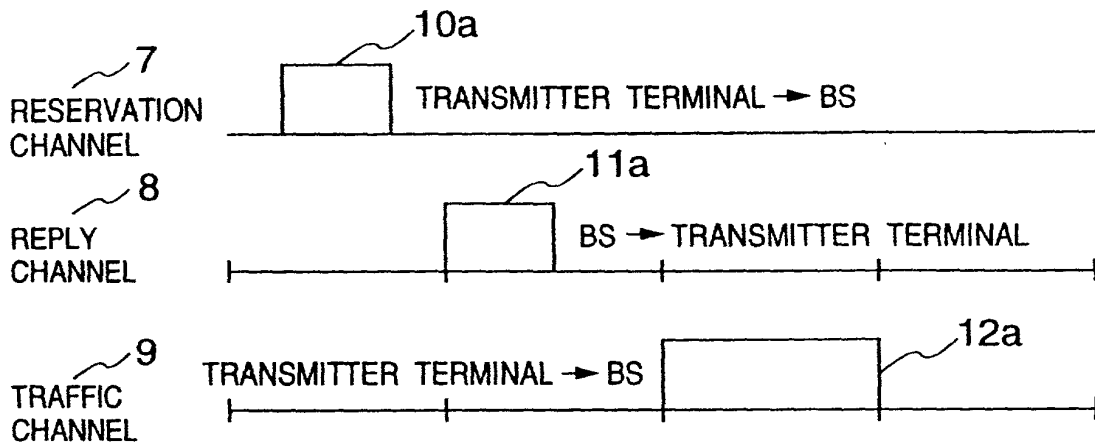 10a
7
RESERVATION
CHANNEL
TRANSMITTER TERMINAL → BS
11a
8
REPLY
CHANNEL
BS → TRANSMITTER TERMINAL
9
TRAFFIC
CHANNEL
TRANSMITTER TERMINAL → BS
12a